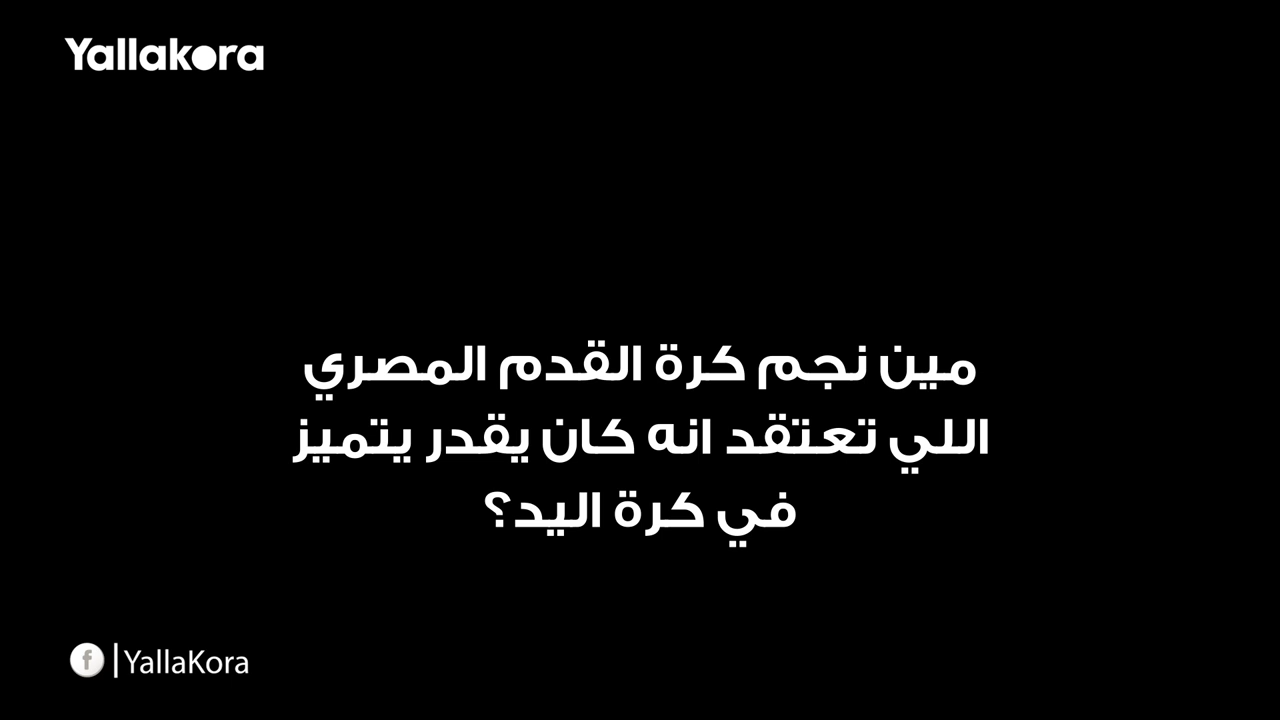 Yallakora
مين نجم كرة القدم المصري
اللي تعتقد انه كان يقدر يتميز
في كرة اليد؟
f | YallaKora